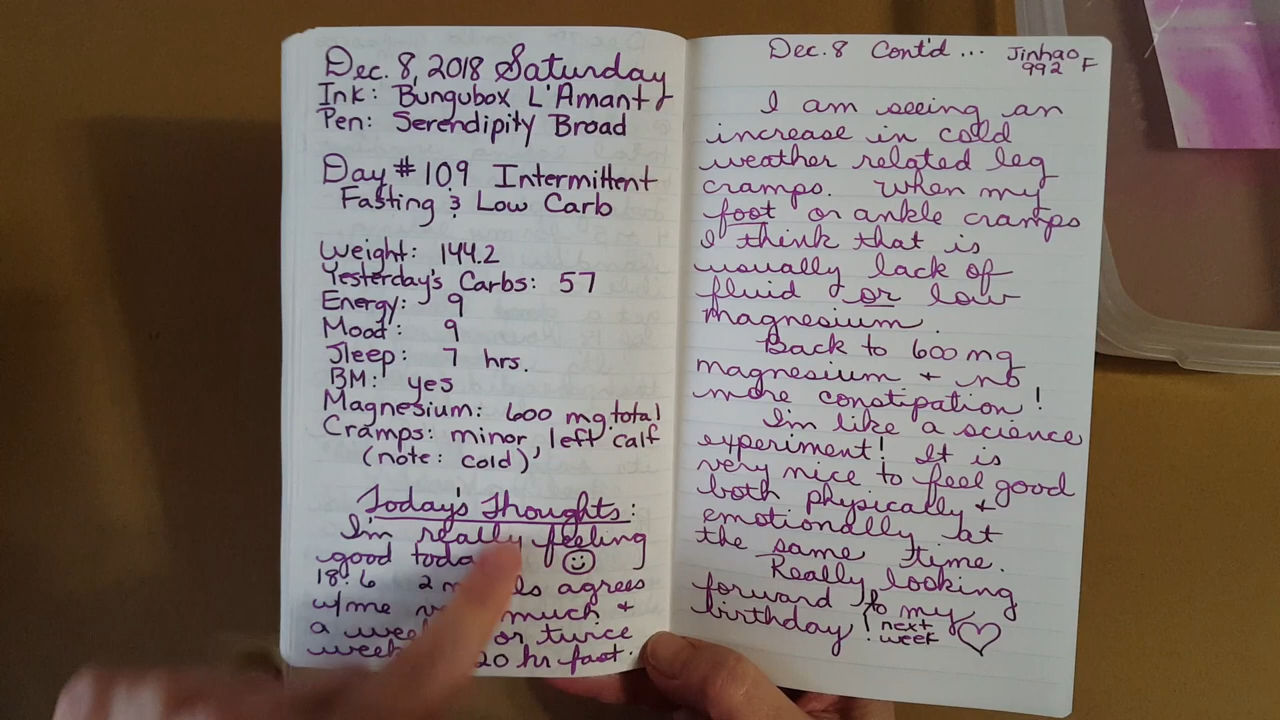 Dec. 8, 2018 Saturday
Ink: Bungubox L'Amant
Pen: Serendipity Broad
Day # 109 Intermittent
Fasting & Low Carb
Weight: 144.2
Yesterday's Carbs: 57
Energy: 9
Mood: 9
Sleep: 7 hrs.
BM: yes
Magnesium: 600 mg total
Cramps: minor left calf
(note: cold)
Today's Thoughts:
I'm really feeling
good
18:6 2 agrees
w/me much +
a or twice
20 hr fast.
Dec. 8 Cont'd ...
Jinhao
992 F
I am seeing an
increase in cold
weather related leg
cramps. When my
foot or ankle cramps
I think that is
usually lack of
fluid or low
magnesium.
Back to 600 mg
magnesium + no
more constipation!
I'm like a science
experiment! It is
very nice to feel good
both physically +
emotionally at
the same time.
Really looking
forward to my
birthday! next
week